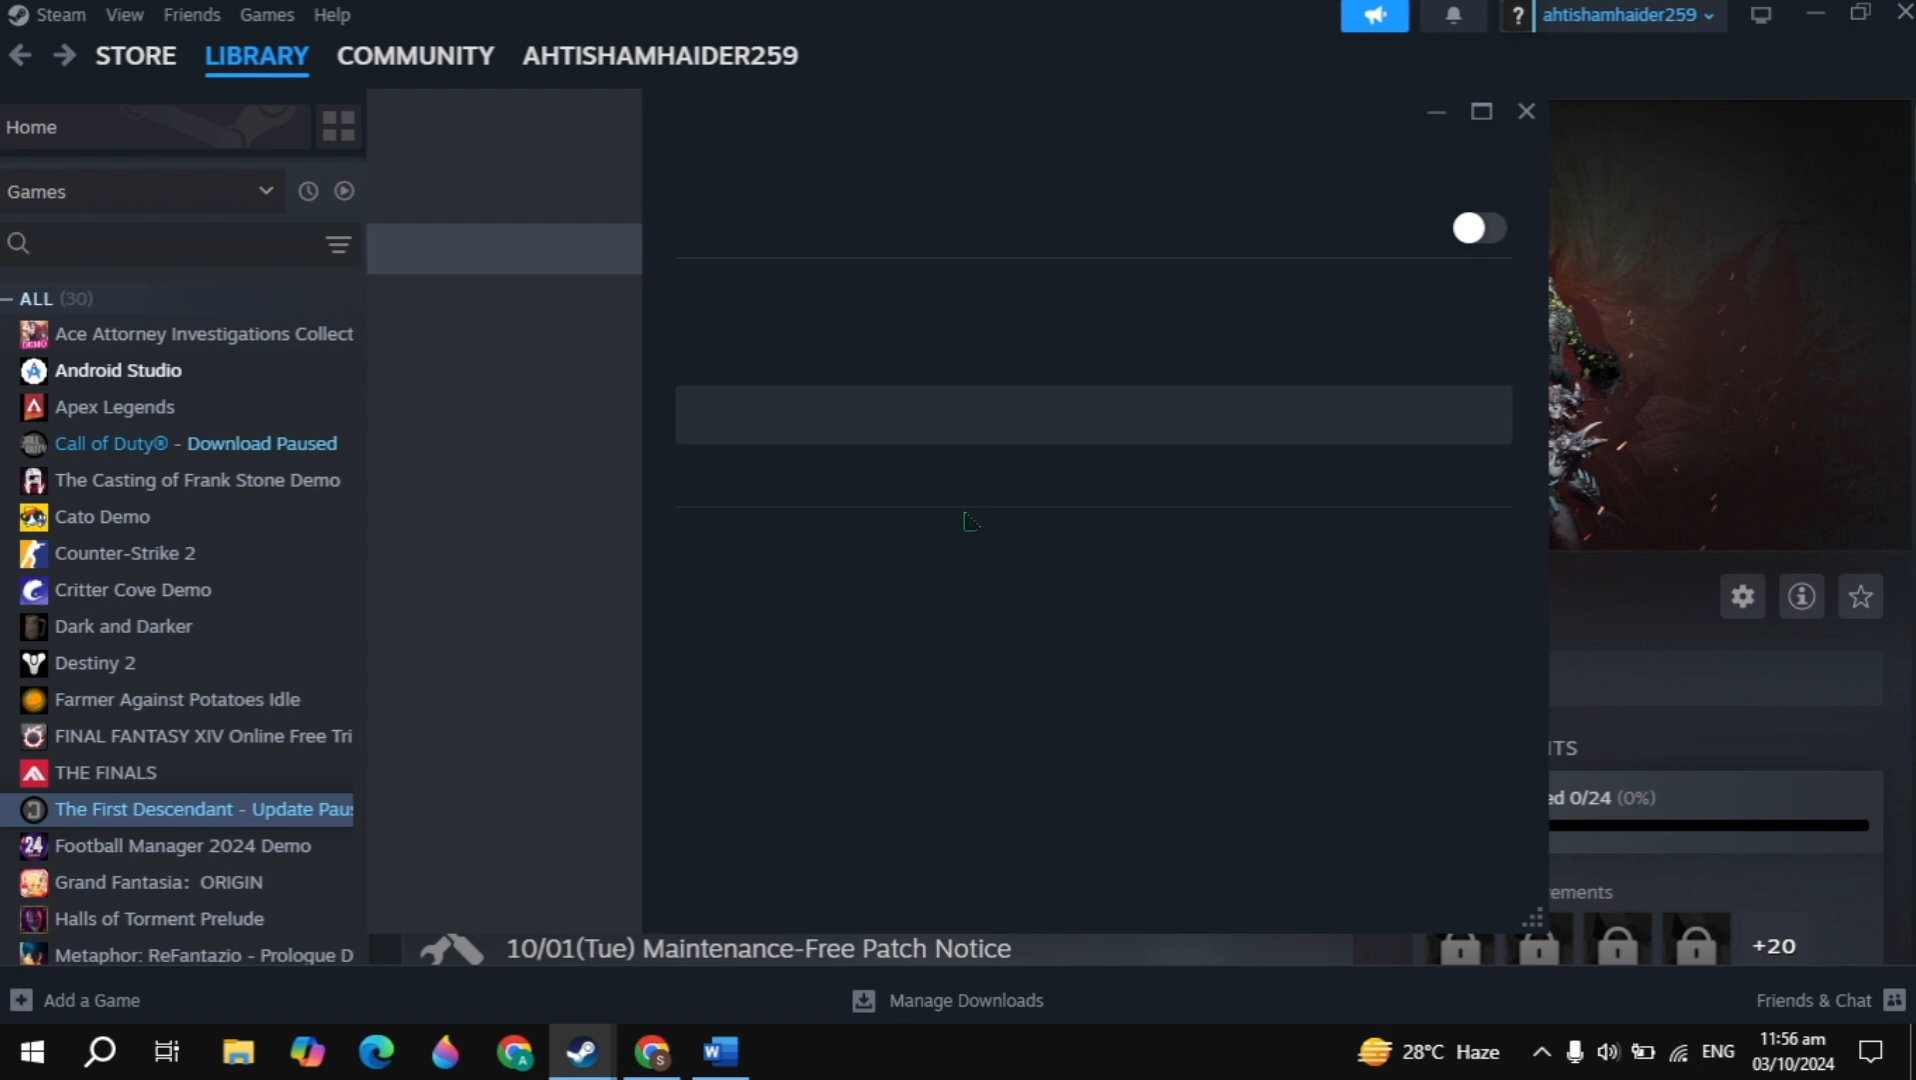 Steam View Friends Games Help
? ahtishamhaider259
STORE LIBRARY COMMUNITY AHTISHAMHAIDER259
Home
Games
ALL (30)
Ace Attorney Investigations Collect
Android Studio
Apex Legends
Call of Duty® - Download Paused
The Casting of Frank Stone Demo
Cato Demo
Counter-Strike 2
Critter Cove Demo
Dark and Darker
Destiny 2
Farmer Against Potatoes Idle
FINAL FANTASY XIV Online Free Tri
THE FINALS
ITS
The First Descendant - Update Paus
ed 0/24 (0%)
Football Manager 2024 Demo
Grand Fantasia: ORIGIN
ements
Halls of Torment Prelude
Metaphor: ReFantazio - Prologue D
10/01(Tue) Maintenance-Free Patch Notice
+20
Add a Game
Manage Downloads
Friends & Chat
28°C Haze
ENG
11:56 am
03/10/2024